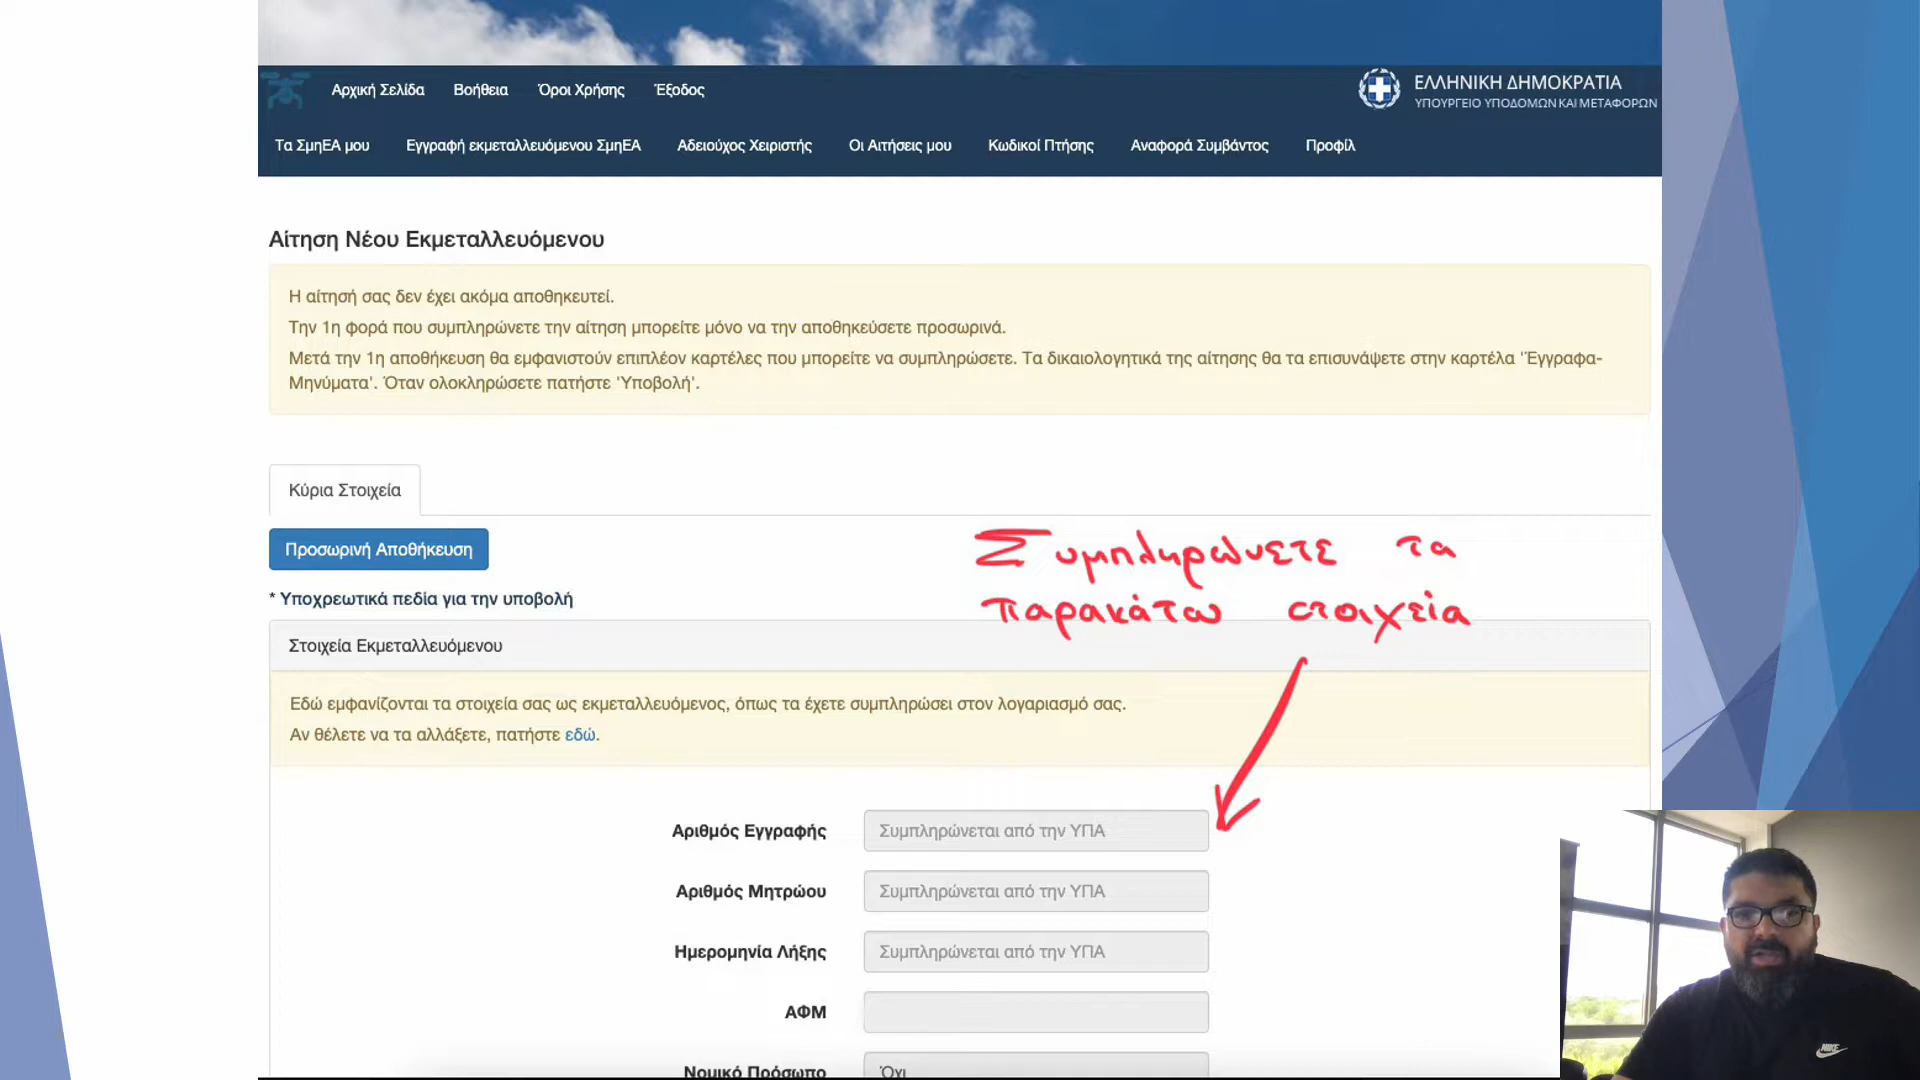 Αρχική Σελίδα Βοήθεια Όροι Χρήσης Έξοδος
ΕΛΛΗΝΙΚΗ ΔΗΜΟΚΡΑΤΙΑ
ΥΠΟΥΡΓΕΙΟ ΥΠΟΔΟΜΩΝ ΚΑΙ ΜΕΤΑΦΟΡΩΝ
Τα ΣμηΕΑ μου Εγγραφή εκμεταλλευόμενου ΣμηΕΑ Αδειούχος Χειριστής Οι Αιτήσεις μου Κωδικοί Πτήσης Αναφορά Συμβάντος Προφίλ
Αίτηση Νέου Εκμεταλλευόμενου
Η αίτησή σας δεν έχει ακόμα αποθηκευτεί.
Την 1η φορά που συμπληρώνετε την αίτηση μπορείτε μόνο να την αποθηκεύσετε προσωρινά.
Μετά την 1η αποθήκευση θα εμφανιστούν επιπλέον καρτέλες που μπορείτε να συμπληρώσετε. Τα δικαιολογητικά της αίτησης θα τα επισυνάψετε στην καρτέλα 'Έγγραφα-
Μηνύματα'. Όταν ολοκληρώσετε πατήστε 'Υποβολή'.
Κύρια Στοιχεία
Προσωρινή Αποθήκευση
Συμπληρώνετε τα
παρακάτω στοιχεία
* Υποχρεωτικά πεδία για την υποβολή
Στοιχεία Εκμεταλλευόμενου
Εδώ εμφανίζονται τα στοιχεία σας ως εκμεταλλευόμενος, όπως τα έχετε συμπληρώσει στον λογαριασμό σας.
Αν θέλετε να τα αλλάξετε, πατήστε εδώ.
Αριθμός Εγγραφής Συμπληρώνεται από την ΥΠΑ
Αριθμός Μητρώου Συμπληρώνεται από την ΥΠΑ
Ημερομηνία Λήξης Συμπληρώνεται από την ΥΠΑ
ΑΦΜ
Νομικό Πρόσωπο Όχι
NIKE